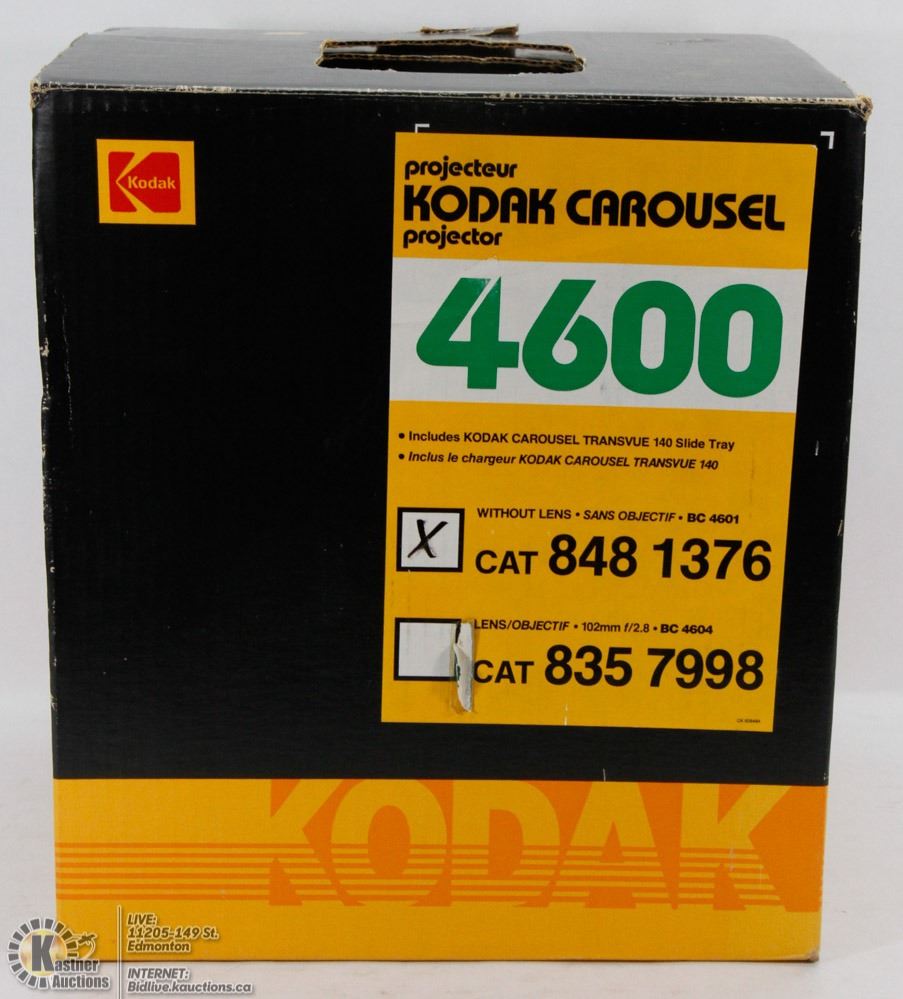 Kodak
projecteur
KODAK CAROUSEL
projector
4600
• Includes KODAK CAROUSEL TRANSVUE 140 Slide Tray
• Inclus le chargeur KODAK CAROUSEL TRANSVUE 140
WITHOUT LENS • SANS OBJECTIF • BC 4601
X
CAT 848 1376
LENS/OBJECTIF • 102mm f/2.8 • BC 4604
CAT 835 7998
KODAK
Kastner
Auctions
LIVE:
11205-149 St.
Edmonton
INTERNET:
Bidlive.kauctions.ca